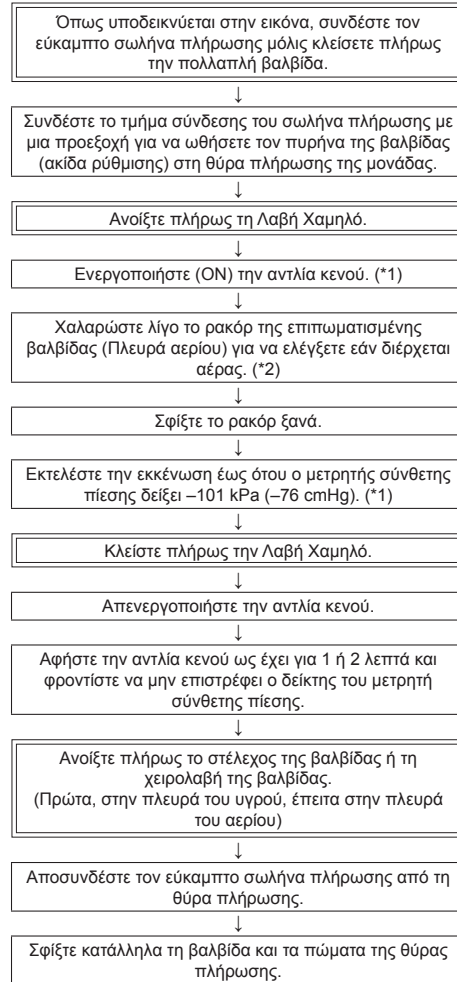 Όπως υποδεικνύεται στην εικόνα, συνδέστε τον
εύκαμπτο σωλήνα πλήρωσης μόλις κλείσετε πλήρως
την πολλαπλή βαλβίδα.
↓
Συνδέστε το τμήμα σύνδεσης του σωλήνα πλήρωσης με
μια προεξοχή για να ωθήσετε τον πυρήνα της βαλβίδας
(ακίδα ρύθμισης) στη θύρα πλήρωσης της μονάδας.
↓
Ανοίξτε πλήρως τη Λαβή Χαμηλό.
↓
Ενεργοποιήστε (ON) την αντλία κενού. (*1)
↓
Χαλαρώστε λίγο το ρακόρ της επιπωματισμένης
βαλβίδας (Πλευρά αερίου) για να ελέγξετε εάν διέρχεται
αέρας. (*2)
↓
Σφίξτε το ρακόρ ξανά.
↓
Εκτελέστε την εκκένωση έως ότου ο μετρητής σύνθετης
πίεσης δείξει –101 kPa (–76 cmHg). (*1)
↓
Κλείστε πλήρως την Λαβή Χαμηλό.
↓
Απενεργοποιήστε την αντλία κενού.
↓
Αφήστε την αντλία κενού ως έχει για 1 ή 2 λεπτά και
φροντίστε να μην επιστρέφει ο δείκτης του μετρητή
σύνθετης πίεσης.
↓
Ανοίξτε πλήρως το στέλεχος της βαλβίδας ή τη
χειρολαβή της βαλβίδας.
(Πρώτα, στην πλευρά του υγρού, έπειτα στην πλευρά
του αερίου)
↓
Αποσυνδέστε τον εύκαμπτο σωλήνα πλήρωσης από τη
θύρα πλήρωσης.
↓
Σφίξτε κατάλληλα τη βαλβίδα και τα πώματα της θύρας
πλήρωσης.